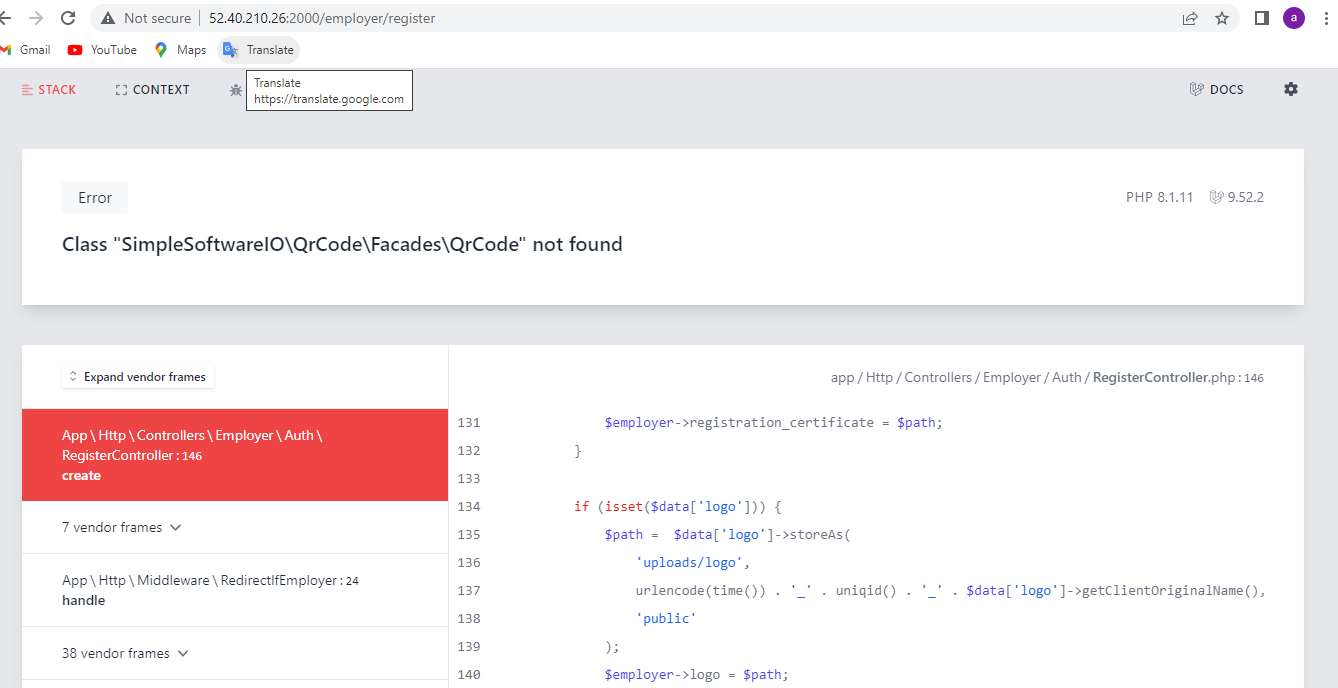 Not secure 52.40.210.26:2000/employer/register
a
Gmail YouTube Maps Translate
Translate
https://translate.google.com
STACK CONTEXT DOCS
Error PHP 8.1.11 9.52.2
Class "SimpleSoftwareIO\QrCode\Facades\QrCode" not found
Expand vendor frames
App \ Http \ Controllers \ Employer \ Auth \
RegisterController : 146
create
7 vendor frames
App \ Http \ Middleware \ RedirectIfEmployer : 24
handle
38 vendor frames
app / Http / Controllers / Employer / Auth / RegisterController.php : 146
131 $employer->registration_certificate = $path;
132 }
133
134 if (isset($data['logo'])) {
135 $path =  $data['logo']->storeAs(
136 'uploads/logo',
137 urlencode(time()) . '_' . uniqid() . '_' . $data['logo']->getClientOriginalName(),
138 'public'
139 );
140 $employer->logo = $path;